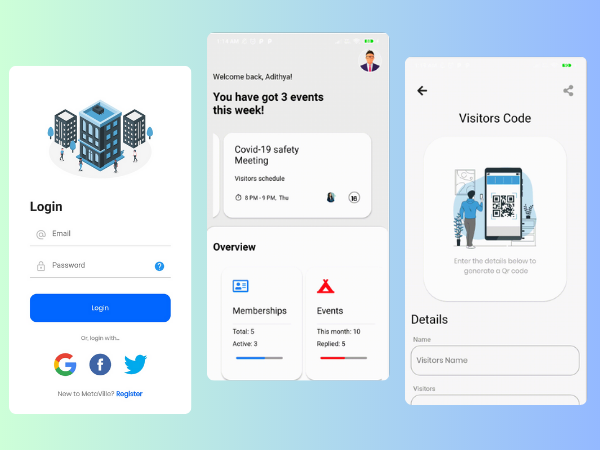 Login
Email
Password
?
Login
Or, login with...
New to MetaVille? Register
Welcome back, Adithya!
You have got 3 events
this week!
Covid-19 safety
Meeting
Visitors schedule
8 PM - 9 PM, Thu
Overview
Memberships
Total: 5
Active: 3
Events
This month: 10
Replied: 5
Visitors Code
Enter the details below to
generate a Qr code
Details
Name
Visitors Name
Visitors